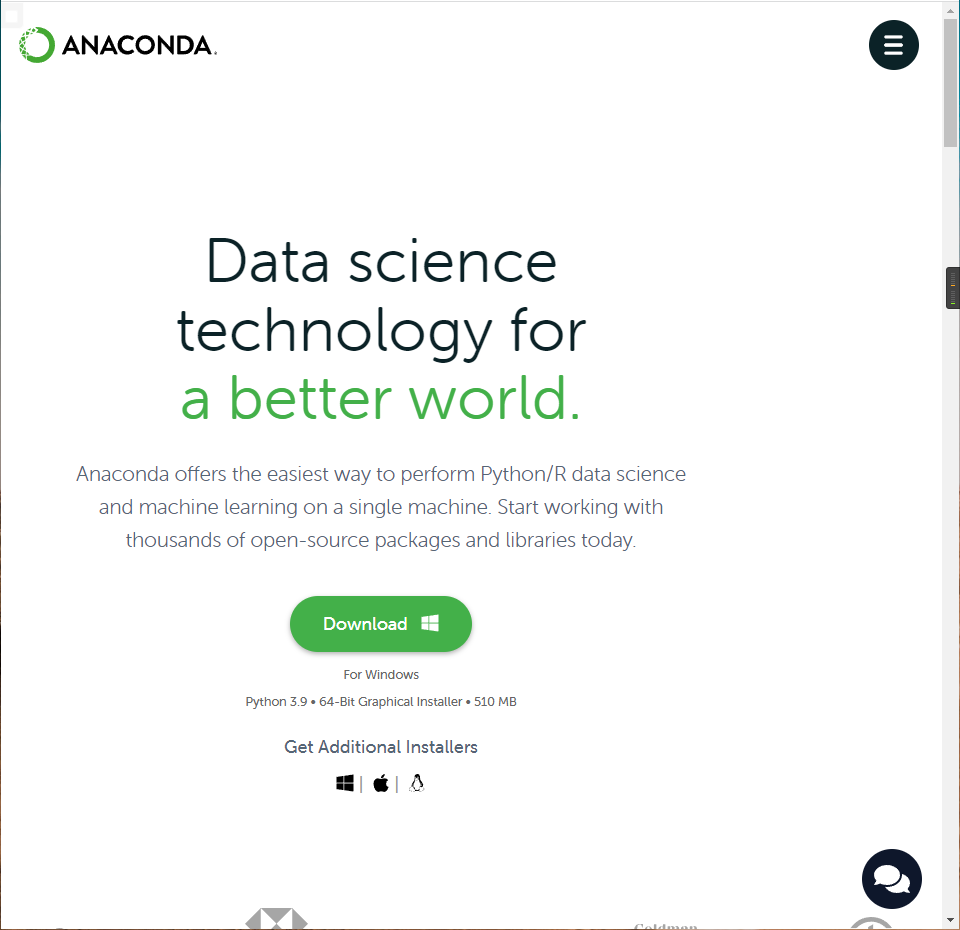 ANACONDA.
Data science
technology for
a better world.
Anaconda offers the easiest way to perform Python/R data science
and machine learning on a single machine. Start working with
thousands of open-source packages and libraries today.
Download
For Windows
Python 3.9 • 64-Bit Graphical Installer • 510 MB
Get Additional Installers
| |
Goldman